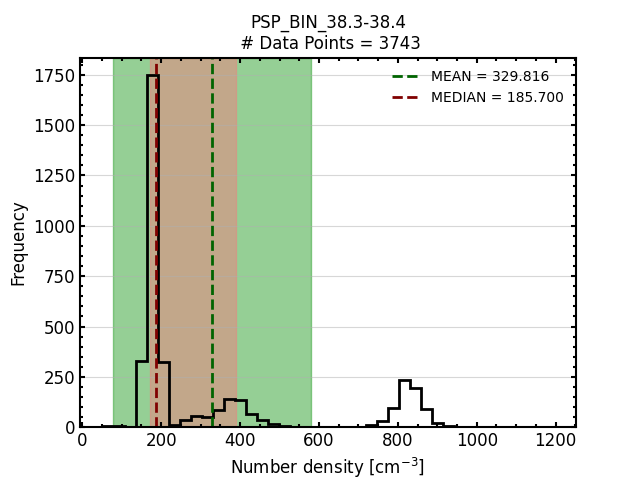 PSP_BIN_38.3-38.4
# Data Points = 3743
MEAN = 329.816
MEDIAN = 185.700
Frequency
1750
1500
1250
1000
750
500
250
0
0 200 400 600 800 1000 1200
Number density [cm⁻³]